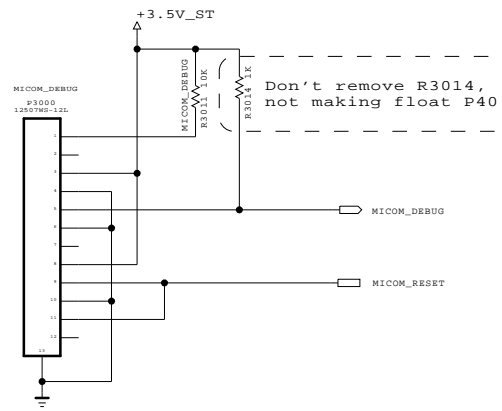 +3.5V_ST
MICOM_DEBUG
P3000
12507WS-12L
MICOM_DEBUG
R3011 10K
R3014 1K
Don't remove R3014,
not making float P40
1
2
3
4
5
6
7
8
9
10
11
12
13
MICOM_DEBUG
MICOM_RESET